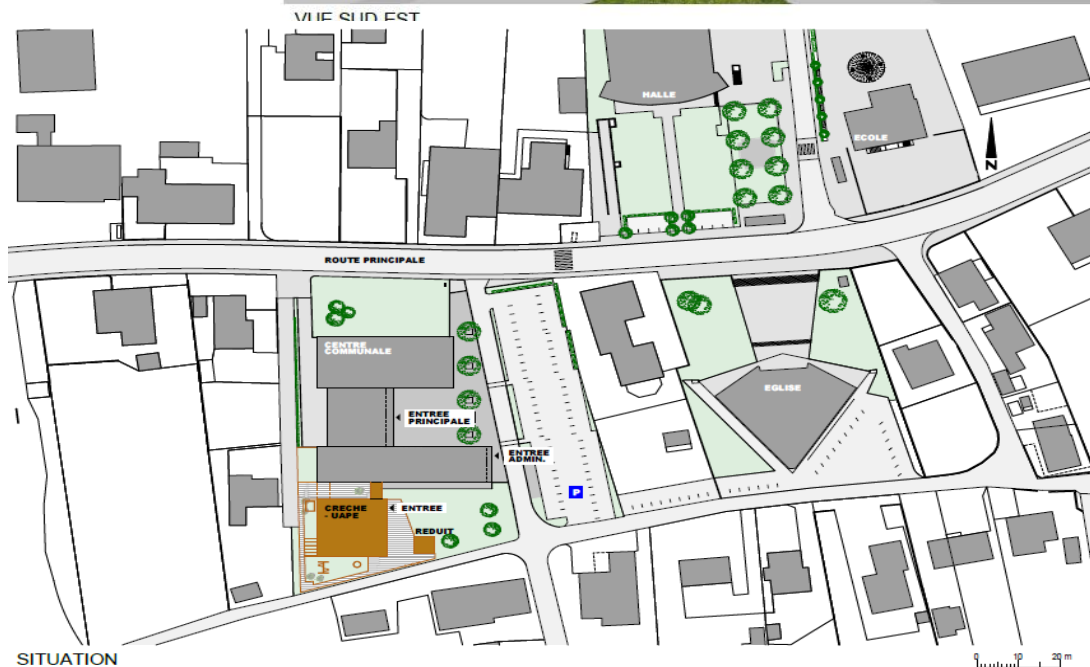 VUE SUD EST
HALLE
ECOLE
N
ROUTE PRINCIPALE
CENTRE
COMMUNALE
EGLISE
ENTREE
PRINCIPALE
ENTREE
ADMIN.
P
CRECHE
- UAPE
ENTREE
REDUIT
SITUATION
0 10 20 m